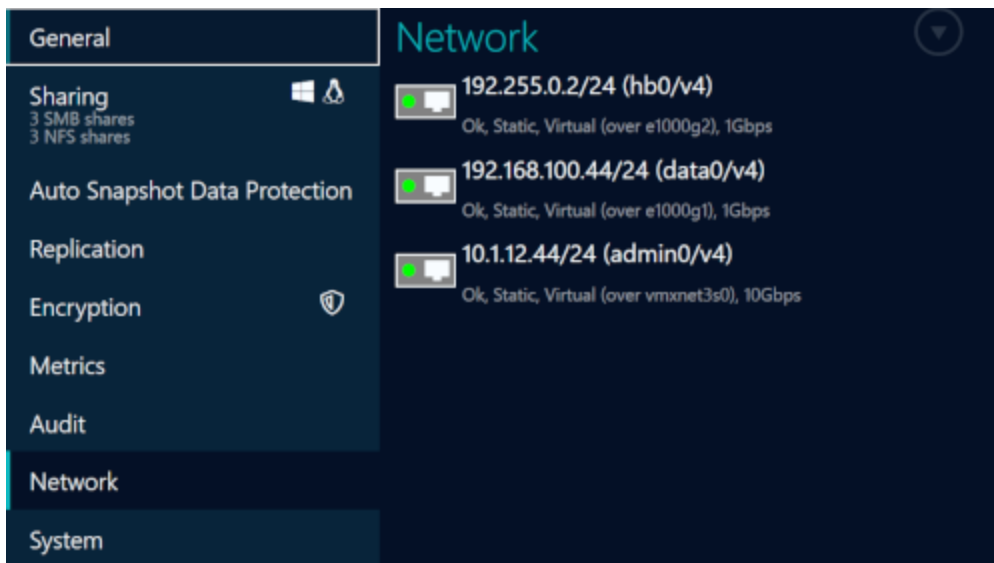 General
Sharing
3 SMB shares
3 NFS shares
Auto Snapshot Data Protection
Replication
Encryption
Metrics
Audit
Network
System
Network
192.255.0.2/24 (hb0/v4)
Ok, Static, Virtual (over e1000g2), 1Gbps
192.168.100.44/24 (data0/v4)
Ok, Static, Virtual (over e1000g1), 1Gbps
10.1.12.44/24 (admin0/v4)
Ok, Static, Virtual (over vmxnet3s0), 10Gbps